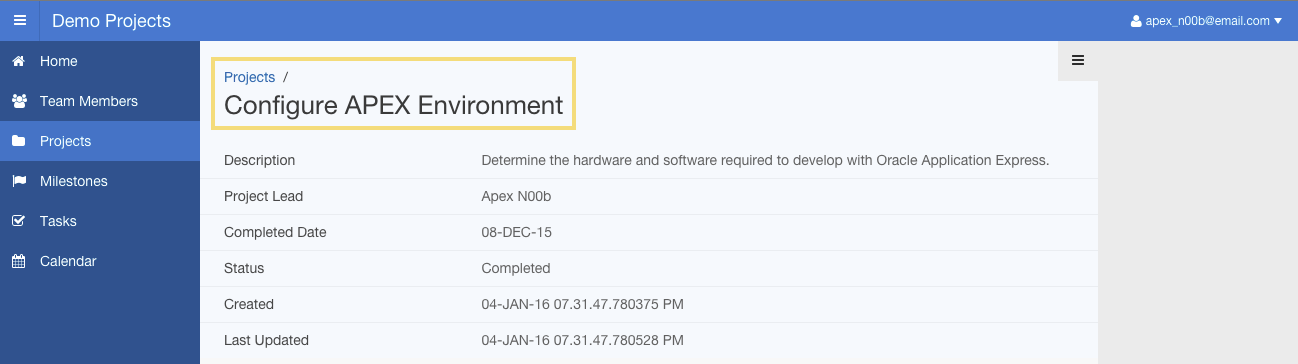 Demo Projects
apex_n00b@email.com
Home
Team Members
Projects
Milestones
Tasks
Calendar
Projects /
Configure APEX Environment
Description Determine the hardware and software required to develop with Oracle Application Express.
Project Lead Apex N00b
Completed Date 08-DEC-15
Status Completed
Created 04-JAN-16 07.31.47.780375 PM
Last Updated 04-JAN-16 07.31.47.780528 PM